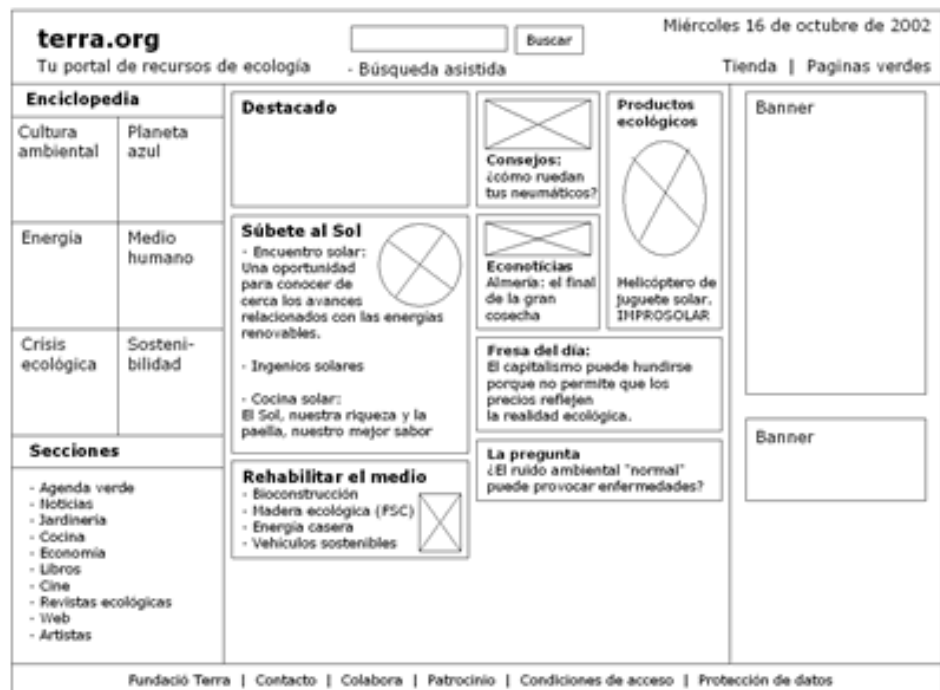 terra.org
Tu portal de recursos de ecología
Buscar
- Búsqueda asistida
Miércoles 16 de octubre de 2002
Tienda | Paginas verdes
Enciclopedia
Cultura
ambiental
Planeta
azul
Energía
Medio
humano
Crisis
ecológica
Sosteni-
bilidad
Secciones
- Agenda verde
- Noticias
- Jardinería
- Cocina
- Economía
- Libros
- Cine
- Revistas ecológicas
- Web
- Artistas
Destacado
Súbete al Sol
- Encuentro solar:
Una oportunidad
para conocer de
cerca los avances
relacionados con las energías
renovables.
- Ingenios solares
- Cocina solar:
El Sol, nuestra riqueza y la
paella, nuestro mejor sabor
Rehabilitar el medio
- Bioconstrucción
- Madera ecológica (FSC)
- Energía casera
- Vehículos sostenibles
Consejos:
¿cómo ruedan
tus neumáticos?
Econotícias
Almería: el final
de la gran
cosecha
Productos
ecológicos
Helicóptero de
juguete solar.
IMPROSOLAR
Fresa del día:
El capitalismo puede hundirse
porque no permite que los
precios reflejen
la realidad ecológica.
La pregunta
¿El ruido ambiental "normal"
puede provocar enfermedades?
Banner
Banner
Fundació Terra | Contacto | Colabora | Patrocinio | Condiciones de acceso | Protección de datos